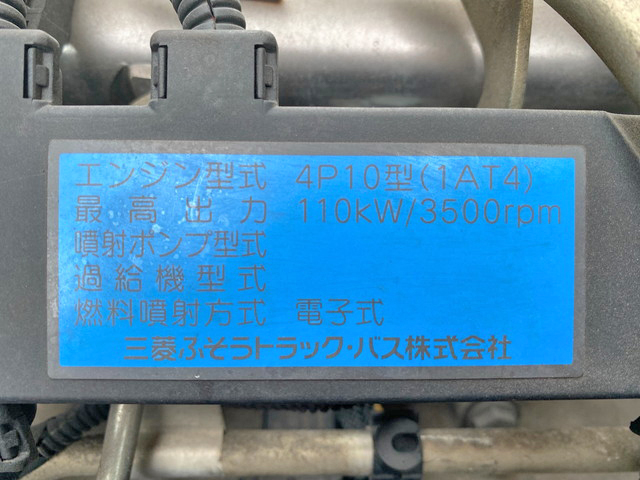 エンジン型式 4P10型(1AT4)
最高出力 110kW/3500rpm
噴射ポンプ型式
過給機型式
燃料噴射方式 電子式
三菱ふそうトラック・バス株式会社